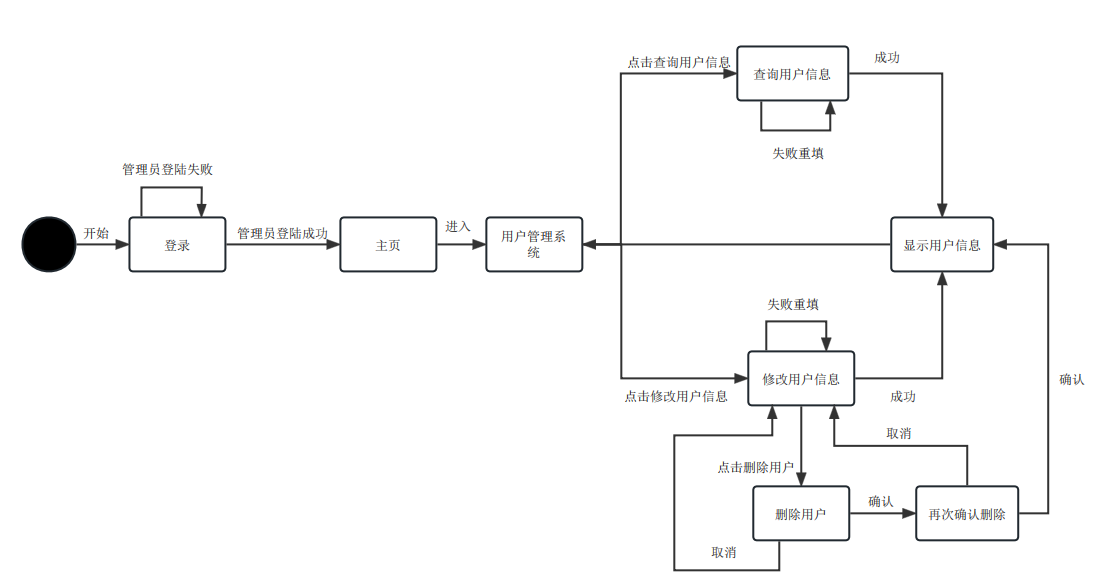 点击查询用户信息
查询用户信息
成功
失败重填
管理员登陆失败
开始
登录
管理员登陆成功
主页
进入
用户管理系
统
显示用户信息
失败重填
修改用户信息
点击修改用户信息
成功
确认
取消
点击删除用户
删除用户
确认
再次确认删除
取消